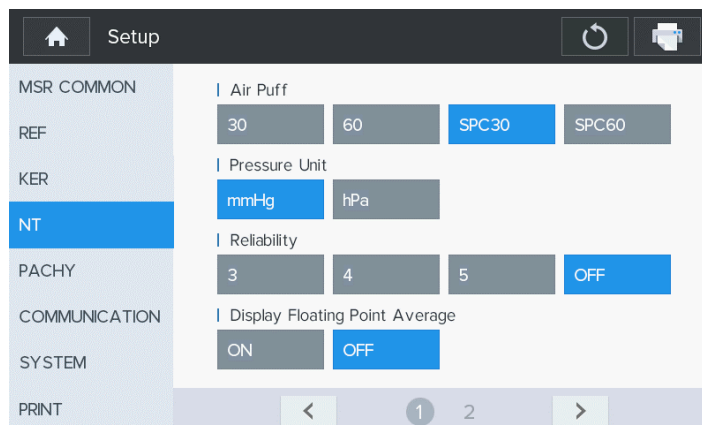 Setup
MSR COMMON
REF
KER
NT
PACHY
COMMUNICATION
SYSTEM
PRINT
Air Puff
30 60 SPC30 SPC60
Pressure Unit
mmHg hPa
Reliability
3 4 5 OFF
Display Floating Point Average
ON OFF
< 1 2 >